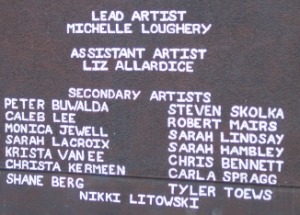 LEAD ARTIST
MICHELLE LOUGHERY
ASSISTANT ARTIST
LIZ ALLARDICE
SECONDARY ARTISTS
PETER BUWALDA
CALEB LEE
MONICA JEWELL
SARAH LACROIX
KRISTA VAN EE
CHRISTA KERMEEN
SHANE BERG
STEVEN SKOLKA
ROBERT MAIRS
SARAH LINDSAY
SARAH HAMBLEY
CHRIS BENNETT
CARLA SPRAGG
TYLER TOEWS
NIKKI LITOWSKI